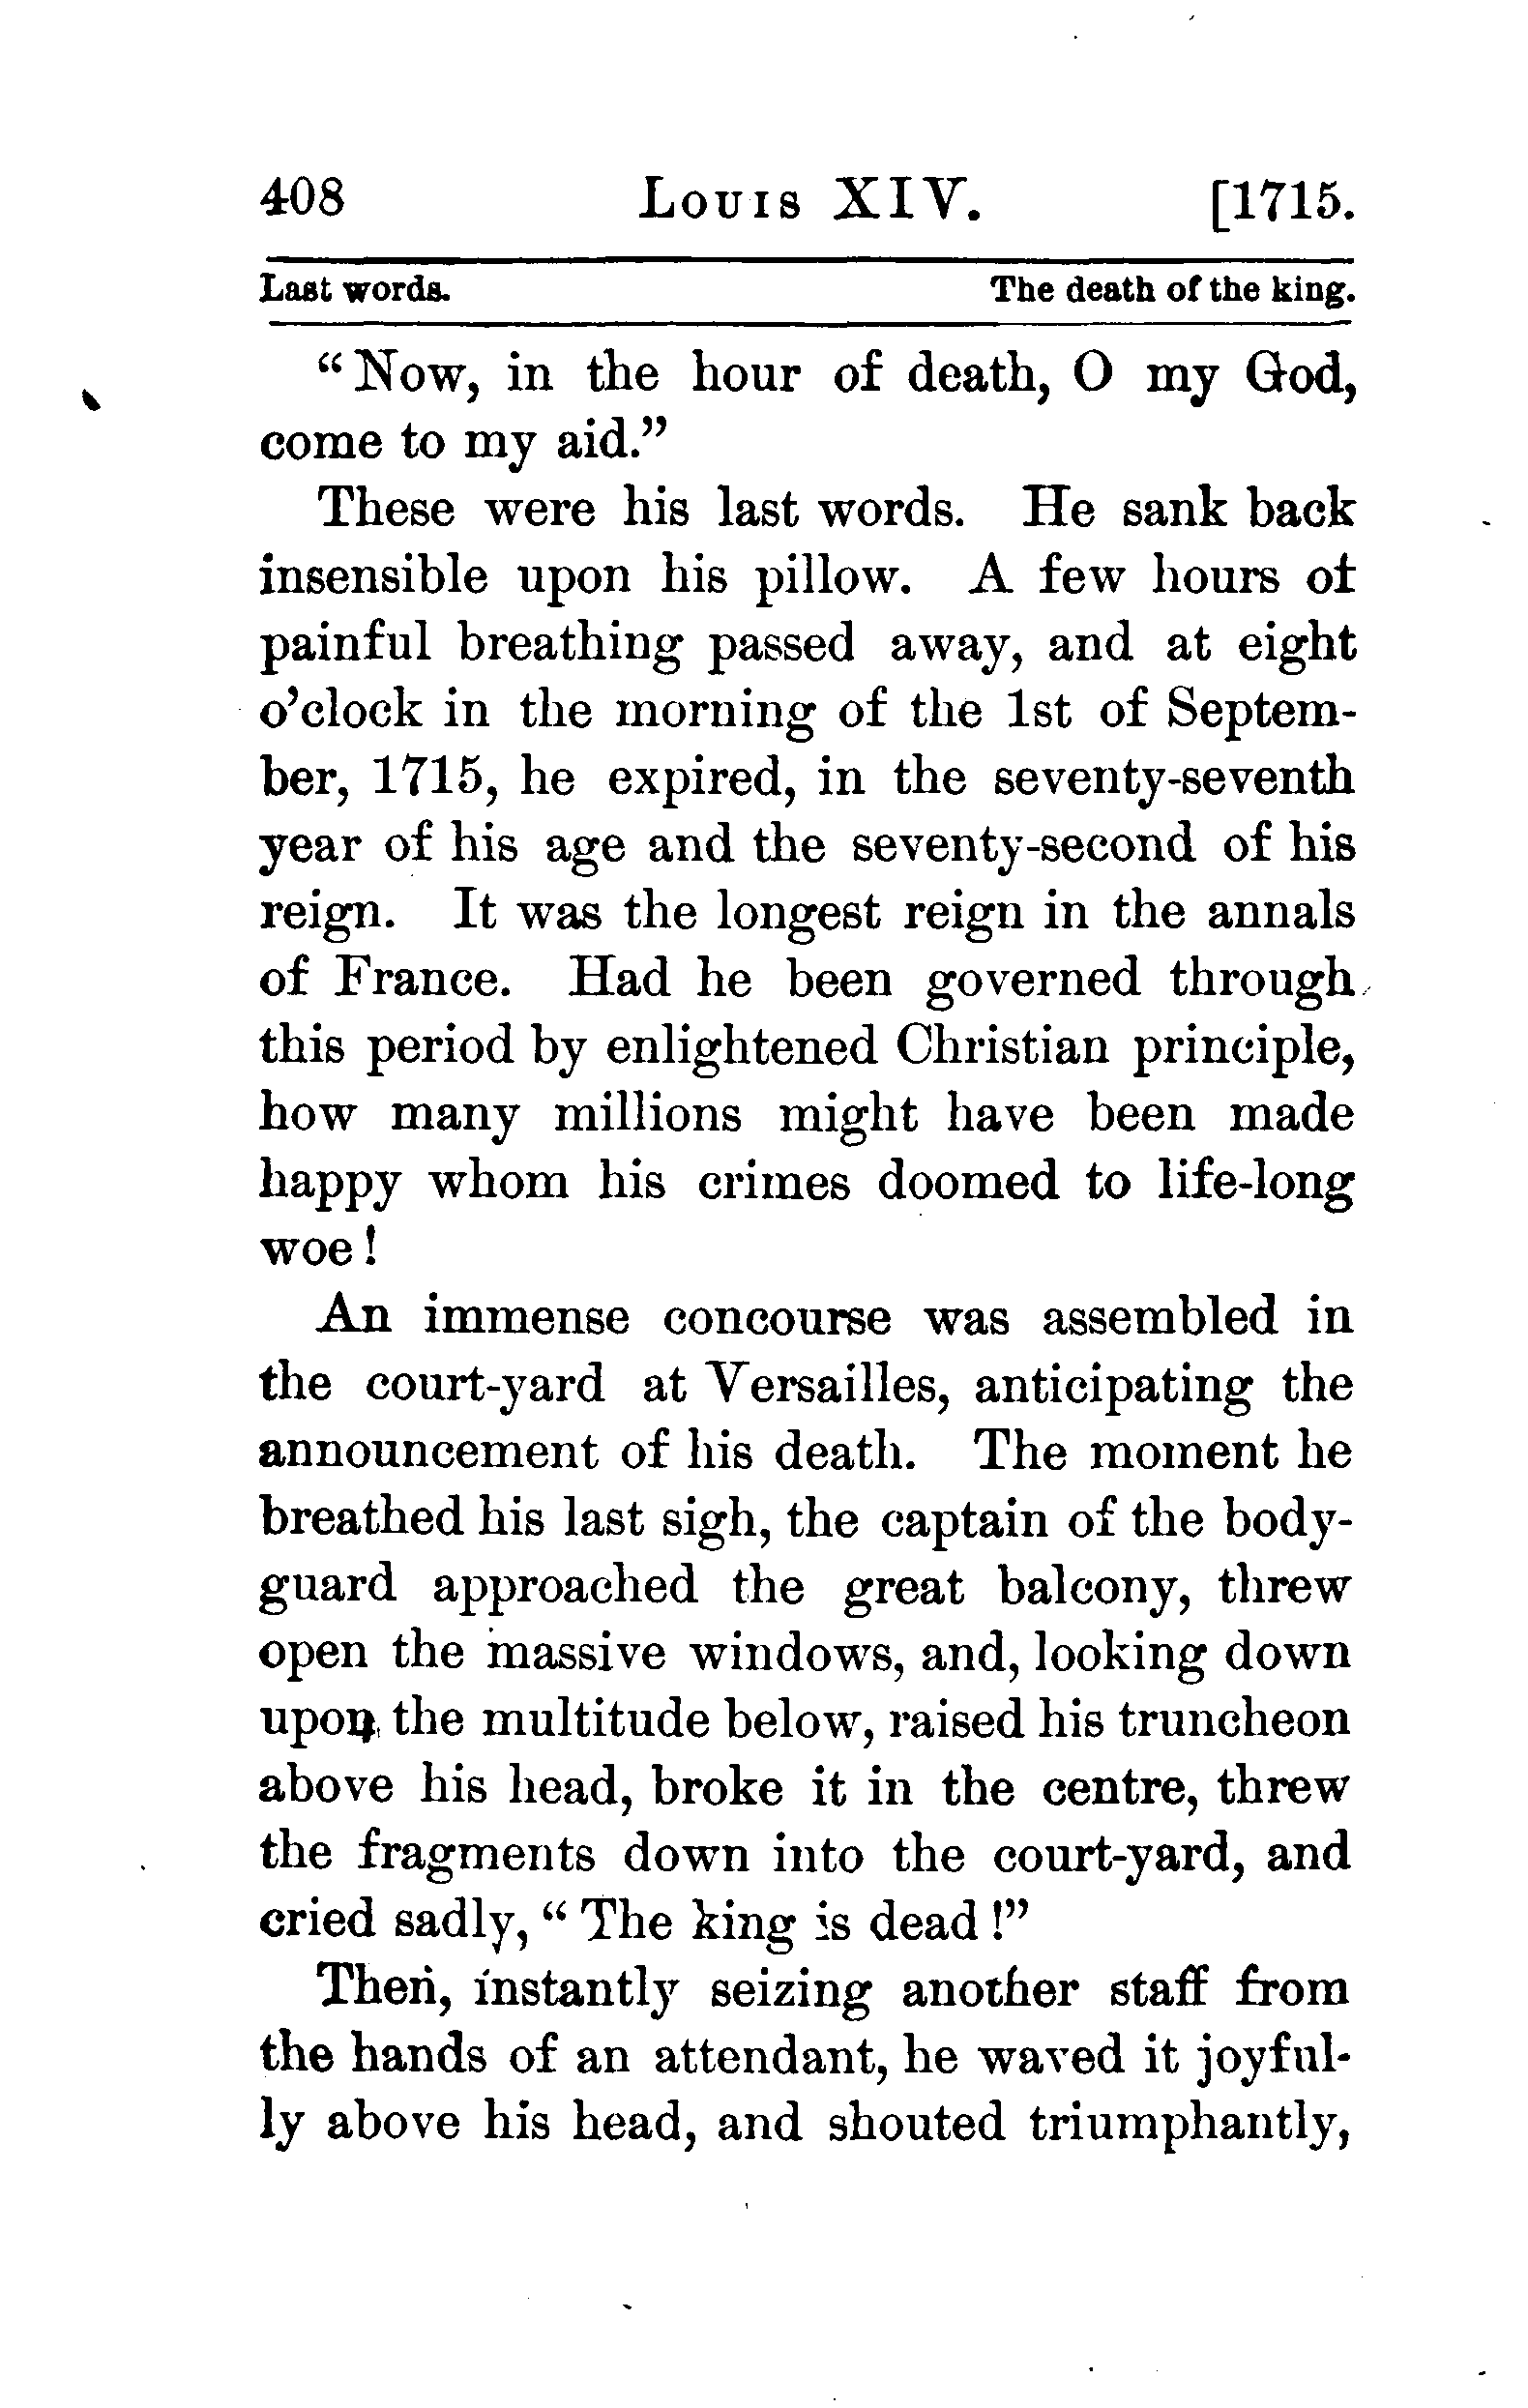 408 Louis XIV. [1715.
Last words. The death of the king.
“Now, in the hour of death, O my God,
come to my aid.”
These were his last words. He sank back
insensible upon his pillow. A few hours of
painful breathing passed away, and at eight
o’clock in the morning of the 1st of Septem-
ber, 1715, he expired, in the seventy-seventh
year of his age and the seventy-second of his
reign. It was the longest reign in the annals
of France. Had he been governed through
this period by enlightened Christian principle,
how many millions might have been made
happy whom his crimes doomed to life-long
woe!
An immense concourse was assembled in
the court-yard at Versailles, anticipating the
announcement of his death. The moment he
breathed his last sigh, the captain of the body-
guard approached the great balcony, threw
open the massive windows, and, looking down
upon the multitude below, raised his truncheon
above his head, broke it in the centre, threw
the fragments down into the court-yard, and
cried sadly, “The king is dead!”
Then, instantly seizing another staff from
the hands of an attendant, he waved it joyful-
ly above his head, and shouted triumphantly,